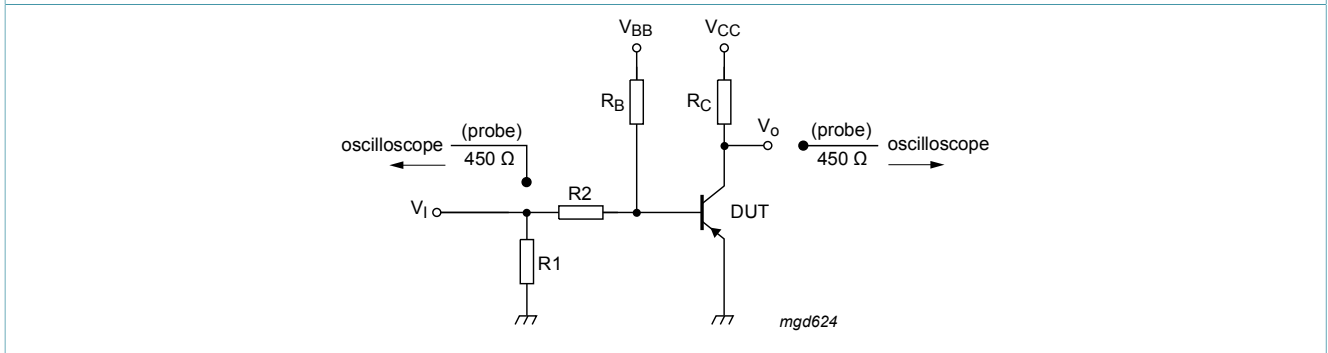 VBB
VCC
RB
RC
Vo
(probe)
450 Ω
oscilloscope
(probe)
450 Ω
oscilloscope
R2
VI
DUT
R1
mgd624